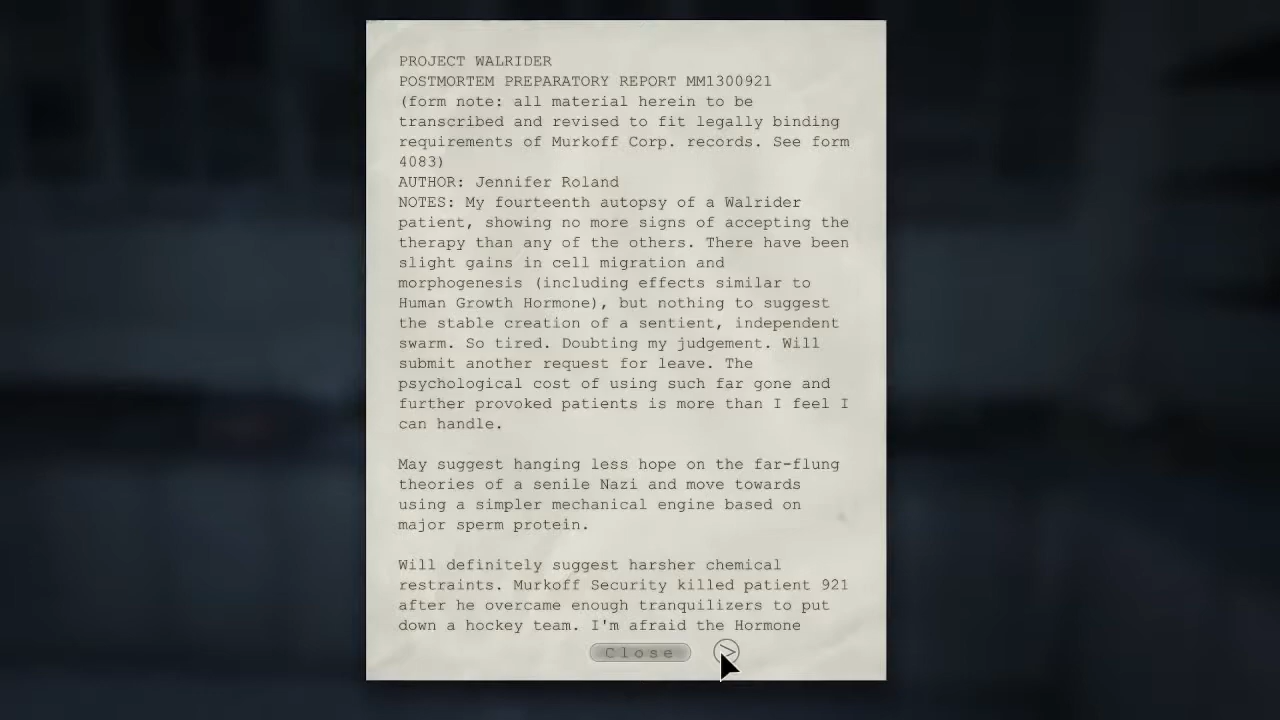 PROJECT WALRIDER
POSTMORTEM PREPARATORY REPORT MM1300921
(form note: all material herein to be
transcribed and revised to fit legally binding
requirements of Murkoff Corp. records. See form
4083)
AUTHOR: Jennifer Roland
NOTES: My fourteenth autopsy of a Walrider
patient, showing no more signs of accepting the
therapy than any of the others. There have been
slight gains in cell migration and
morphogenesis (including effects similar to
Human Growth Hormone), but nothing to suggest
the stable creation of a sentient, independent
swarm. So tired. Doubting my judgement. Will
submit another request for leave. The
psychological cost of using such far gone and
further provoked patients is more than I feel I
can handle.
May suggest hanging less hope on the far-flung
theories of a senile Nazi and move towards
using a simpler mechanical engine based on
major sperm protein.
Will definitely suggest harsher chemical
restraints. Murkoff Security killed patient 921
after he overcame enough tranquilizers to put
down a hockey team. I'm afraid the Hormone
Close >